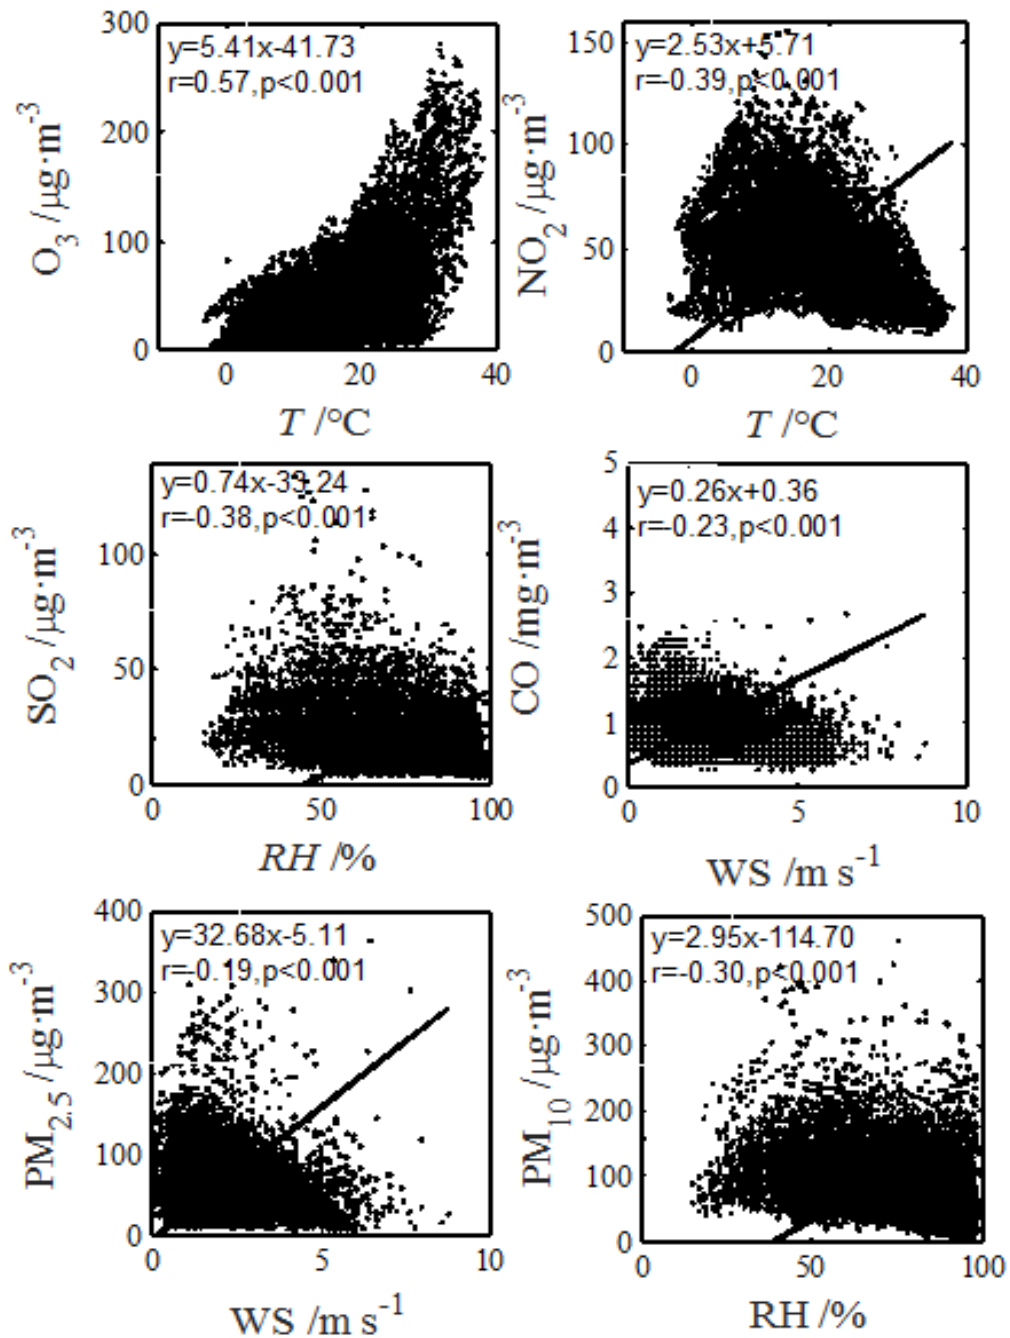 y=5.41x-41.73
r=0.57,p<0.001
O3 /μg·m-3
300
200
100
0
0 20 40
T /°C
y=2.53x+5.71
r=-0.39,p<0.001
NO2 /μg·m-3
150
100
50
0
0 20 40
T /°C
y=0.74x-33.24
r=-0.38,p<0.001
SO2 /μg·m-3
100
50
0
0 50 100
RH /%
y=0.26x+0.36
r=-0.23,p<0.001
CO /mg·m-3
5
4
3
2
1
0
0 5 10
WS /m s-1
y=32.68x-5.11
r=-0.19,p<0.001
PM2.5 /μg·m-3
400
300
200
100
0
0 5 10
WS /m s-1
y=2.95x-114.70
r=-0.30,p<0.001
PM10 /μg·m-3
500
400
300
200
100
0
0 50 100
RH /%